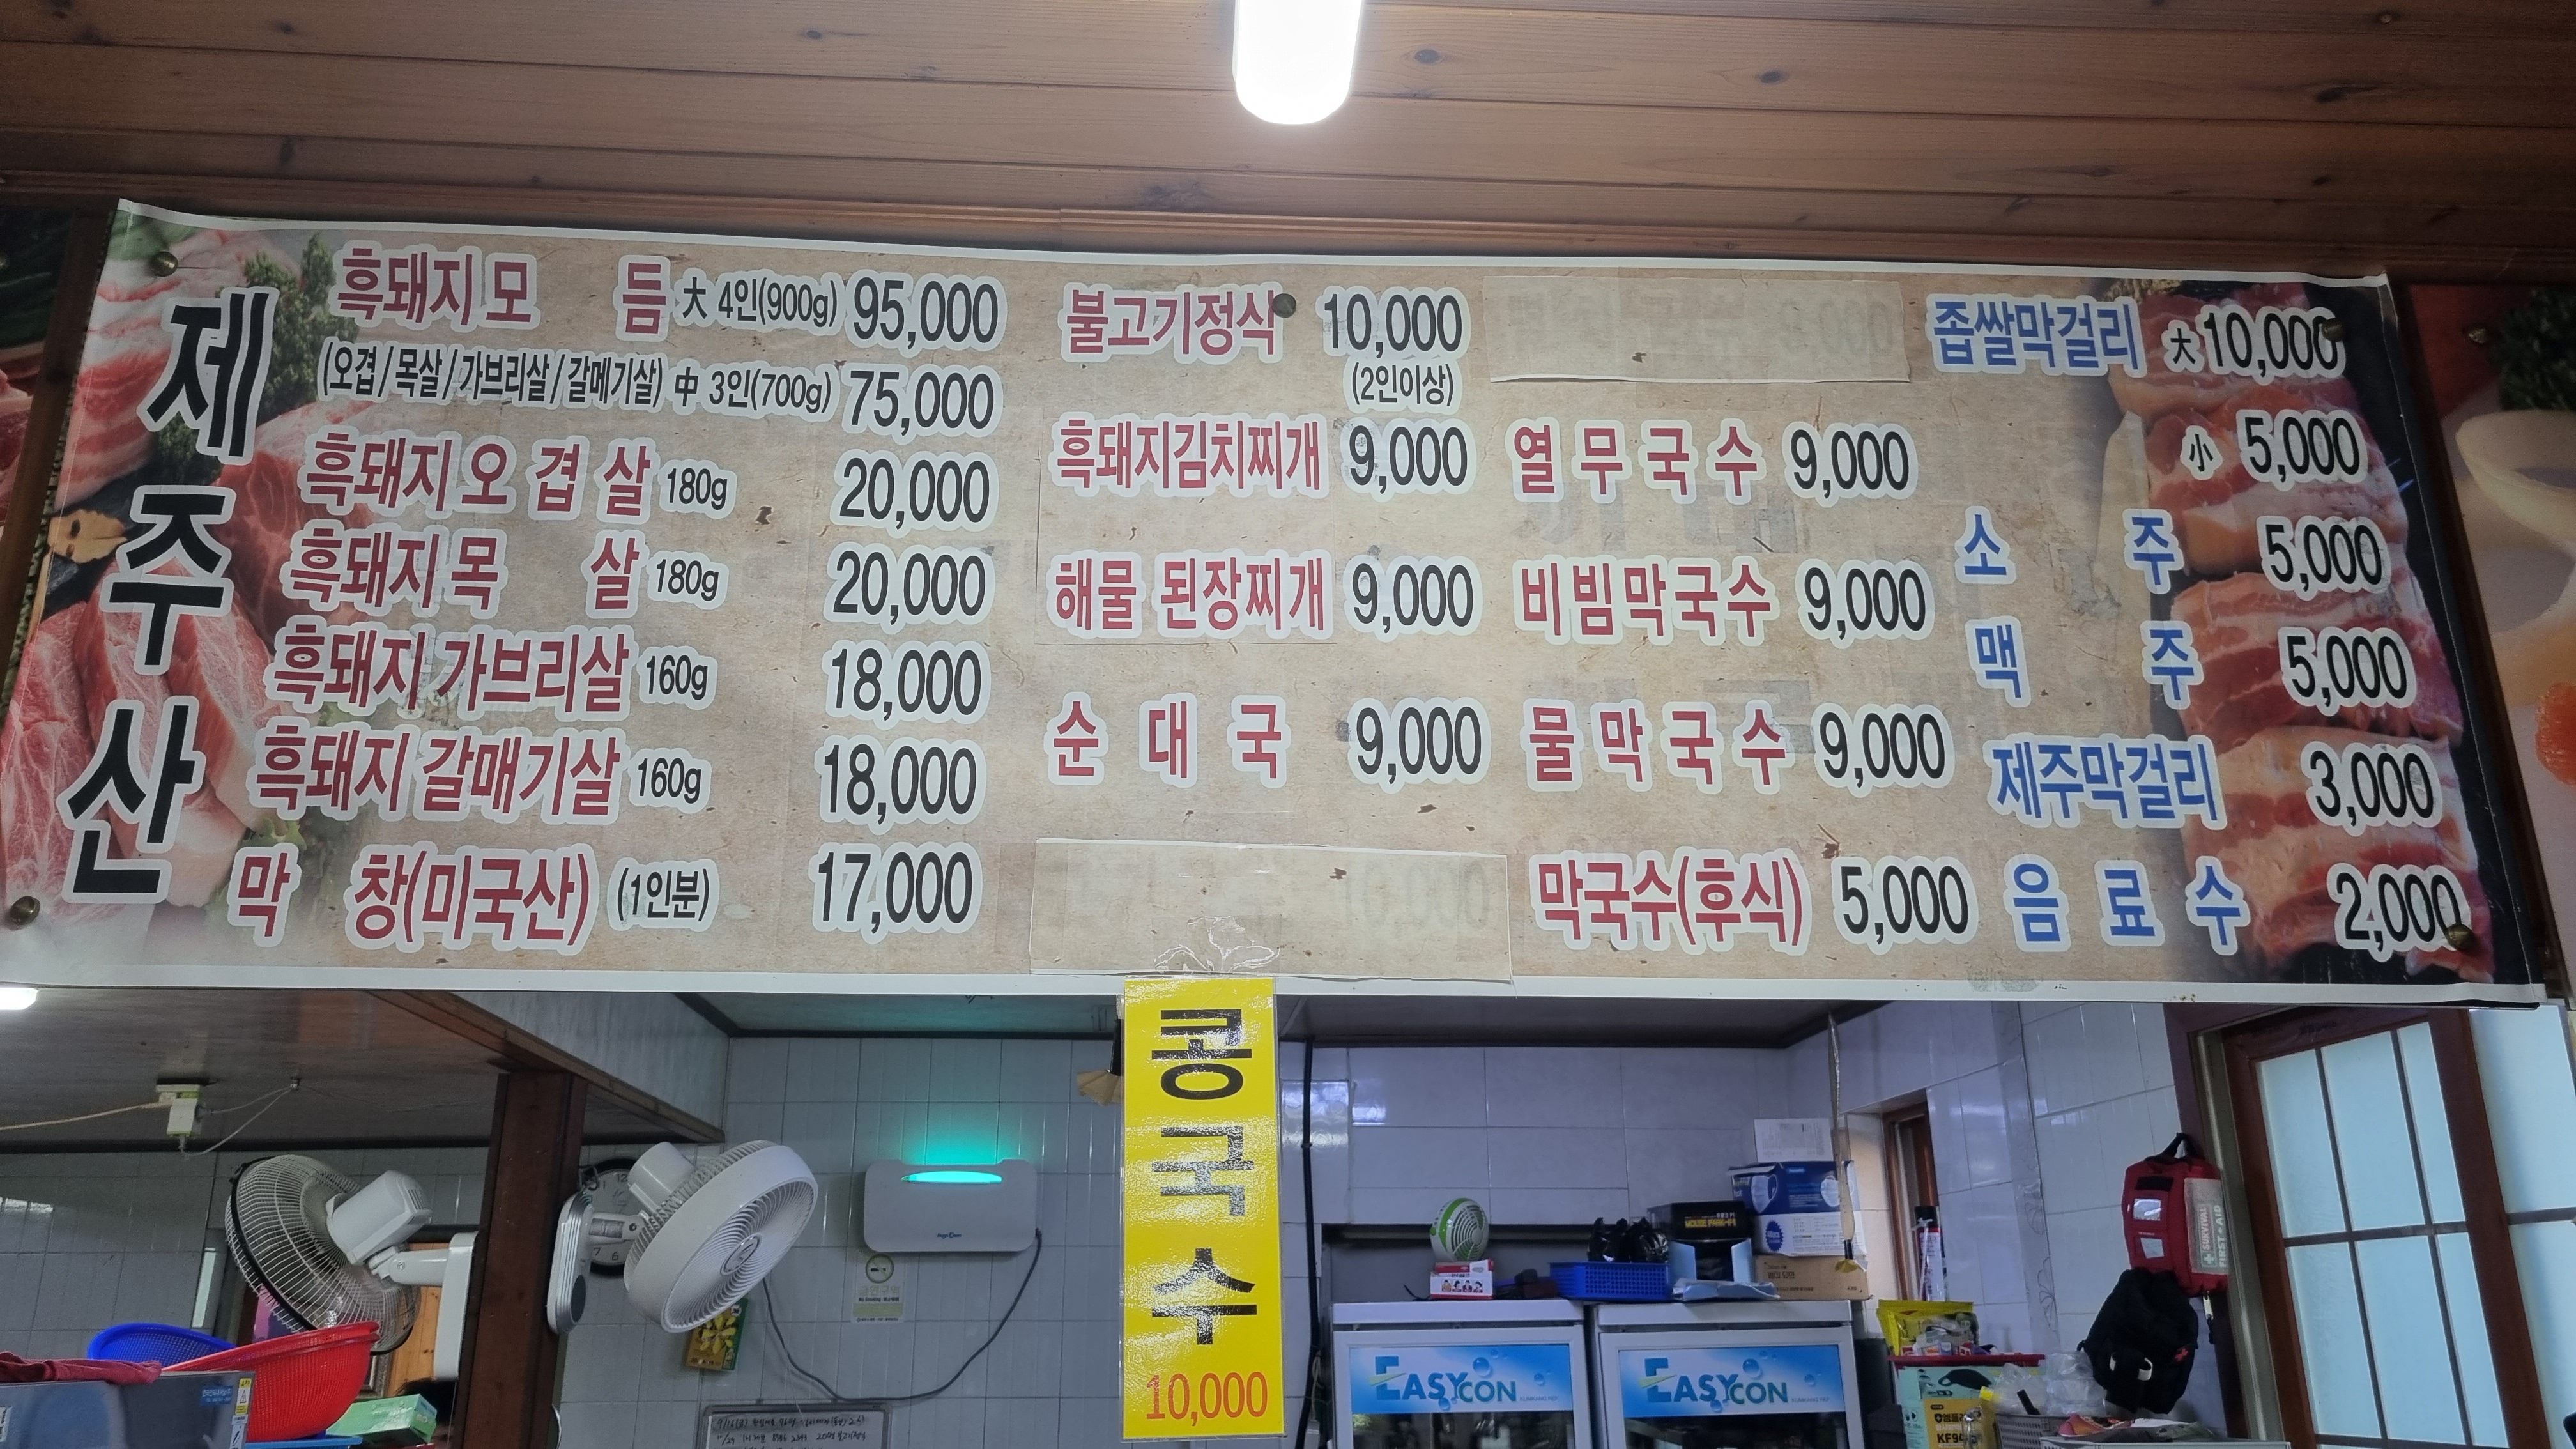 제주산
흑돼지모 듬 大 4인(900g) 95,000
(오겹/목살/가브리살/갈메기살) 中 3인(700g) 75,000
흑돼지오 겹 살 180g 20,000
흑돼지목 살 180g 20,000
흑돼지 가브리살 160g 18,000
흑돼지 갈매기살 160g 18,000
막 창(미국산) (1인분) 17,000
불고기정식 10,000
(2인이상)
흑돼지김치찌개 9,000
해물 된장찌개 9,000
순 대 국 9,000
열 무 국 수 9,000
비빔막국수 9,000
물 막 국 수 9,000
막국수(후식) 5,000
좁쌀막걸리 大 10,000
小 5,000
소 주 5,000
맥 주 5,000
제주막걸리 3,000
음 료 수 2,000
콩국수
10,000
EASYCON
EASYCON
SURVIVAL
FIRST AID
KF94